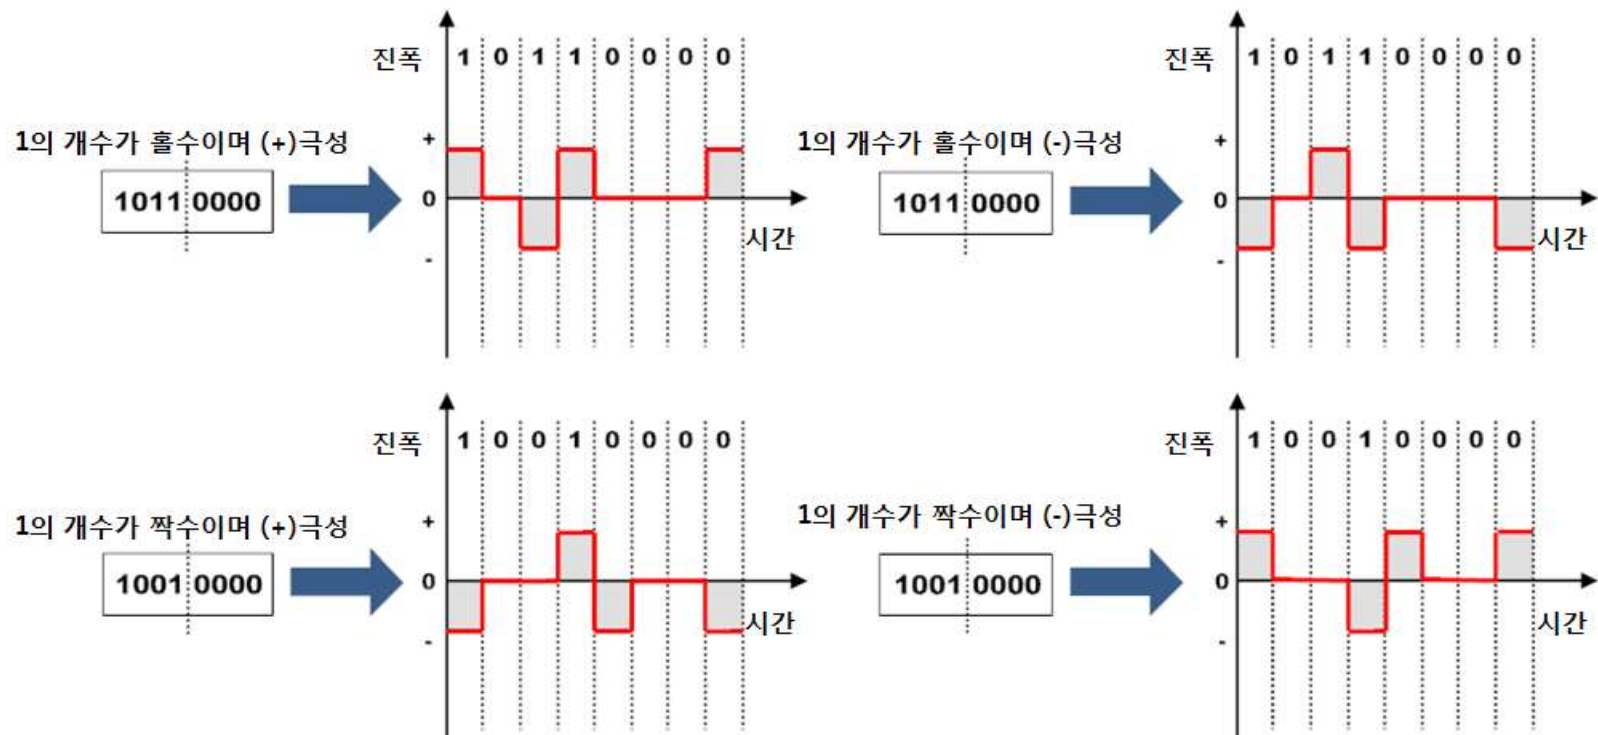 진폭 1 0 1 1 0 0 0 0
1의 개수가 홀수이며 (+)극성
1011 0000
+
0
-
시간
진폭 1 0 1 1 0 0 0 0
1의 개수가 홀수이며 (-)극성
1011 0000
+
0
-
시간
진폭 1 0 0 1 0 0 0 0
1의 개수가 짝수이며 (+)극성
1001 0000
+
0
-
시간
진폭 1 0 0 1 0 0 0 0
1의 개수가 짝수이며 (-)극성
1001 0000
+
0
-
시간